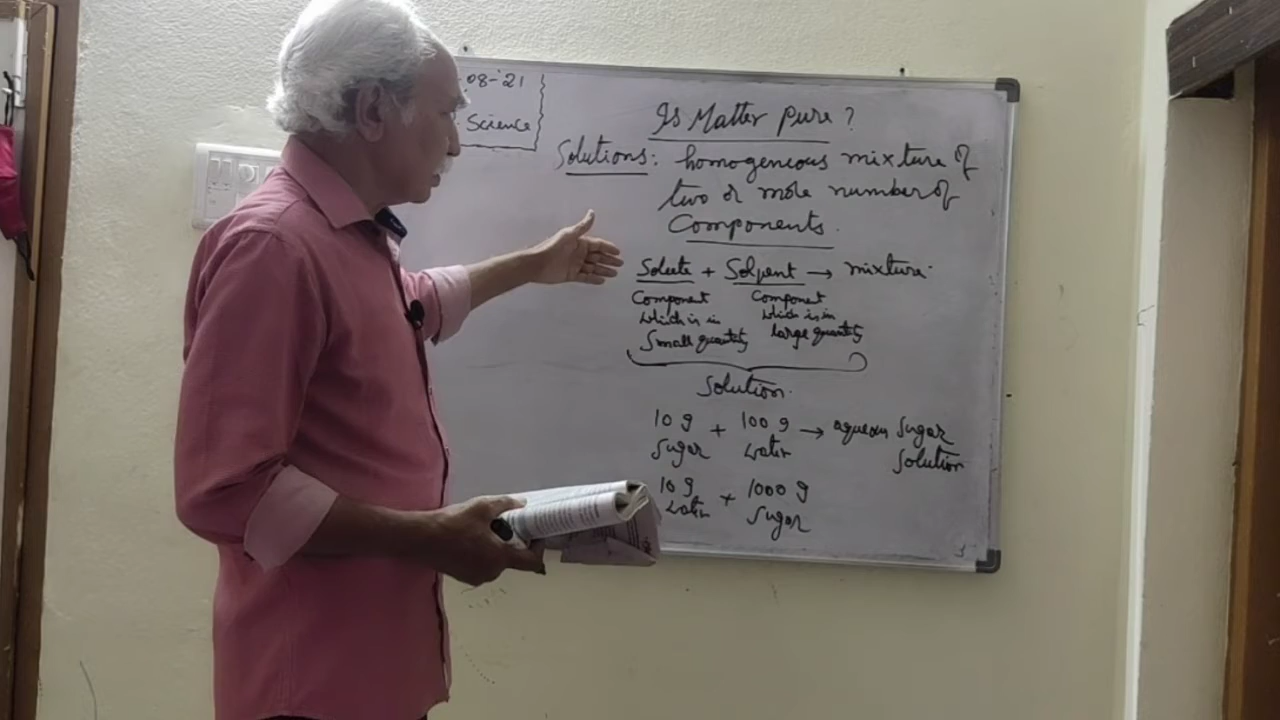 08-'21
Science
Is Matter Pure?
Solutions: homogeneous mixture of
two or more number of
Components.
Solute + Solvent → mixture.
Component Component
which is in which is in
Small quantity large quantity
Solution.
10 g + 100 g → aqueous Sugar
Sugar water Solution
10 g + 1000 g
water Sugar